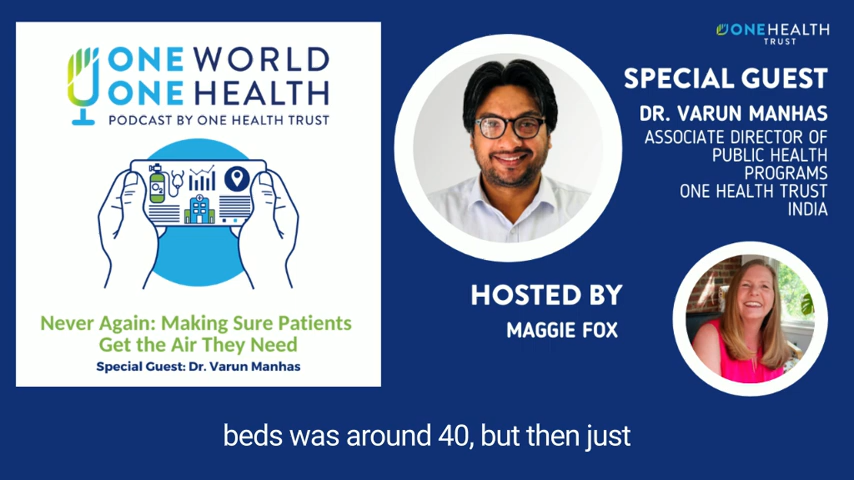 ONE WORLD
ONE HEALTH
PODCAST BY ONE HEALTH TRUST
Never Again: Making Sure Patients
Get the Air They Need
Special Guest: Dr. Varun Manhas
ONEHEALTH
TRUST
SPECIAL GUEST
DR. VARUN MANHAS
ASSOCIATE DIRECTOR OF
PUBLIC HEALTH
PROGRAMS
ONE HEALTH TRUST
INDIA
HOSTED BY
MAGGIE FOX
beds was around 40, but then just